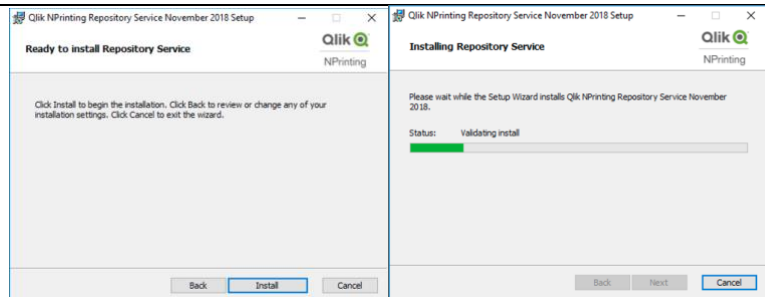 Qlik NPrinting Repository Service November 2018 Setup
Ready to install Repository Service
Qlik
NPrinting
Click Install to begin the installation. Click Back to review or change any of your
installation settings. Click Cancel to exit the wizard.
Back
Install
Cancel
Qlik NPrinting Repository Service November 2018 Setup
Installing Repository Service
Qlik
NPrinting
Please wait while the Setup Wizard installs Qlik NPrinting Repository Service November
2018.
Status: Validating install
Back
Next
Cancel